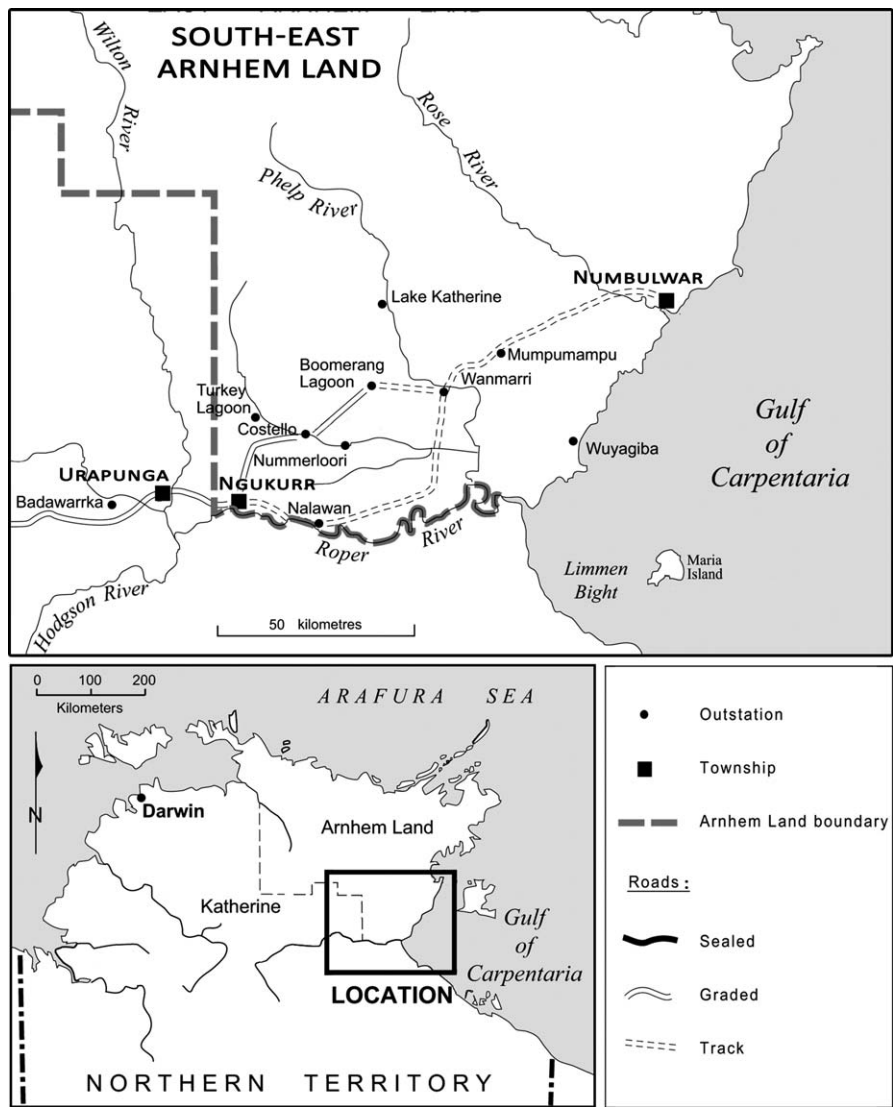 SOUTH-EAST
ARNHEM LAND
Wilton
River
Rose
River
Phelp River
NUMBULWAR
Lake Katherine
Mumpumampu
Boomerang
Lagoon
Wanmarri
Turkey
Lagoon
Costello
Gulf
of
Carpentaria
Nummerloori
Wuyagiba
URAPUNGA
NGUKURR
Badawarrka
Nalawan
Roper
River
Limmen
Bight
Maria
Island
Hodgson River
50 kilometres
0 100 200
Kilometers
ARAFURA SEA
N
Darwin
Arnhem Land
Katherine
Gulf
of
Carpentaria
LOCATION
NORTHERN TERRITORY
Outstation
Township
Arnhem Land boundary
Roads :
Sealed
Graded
Track